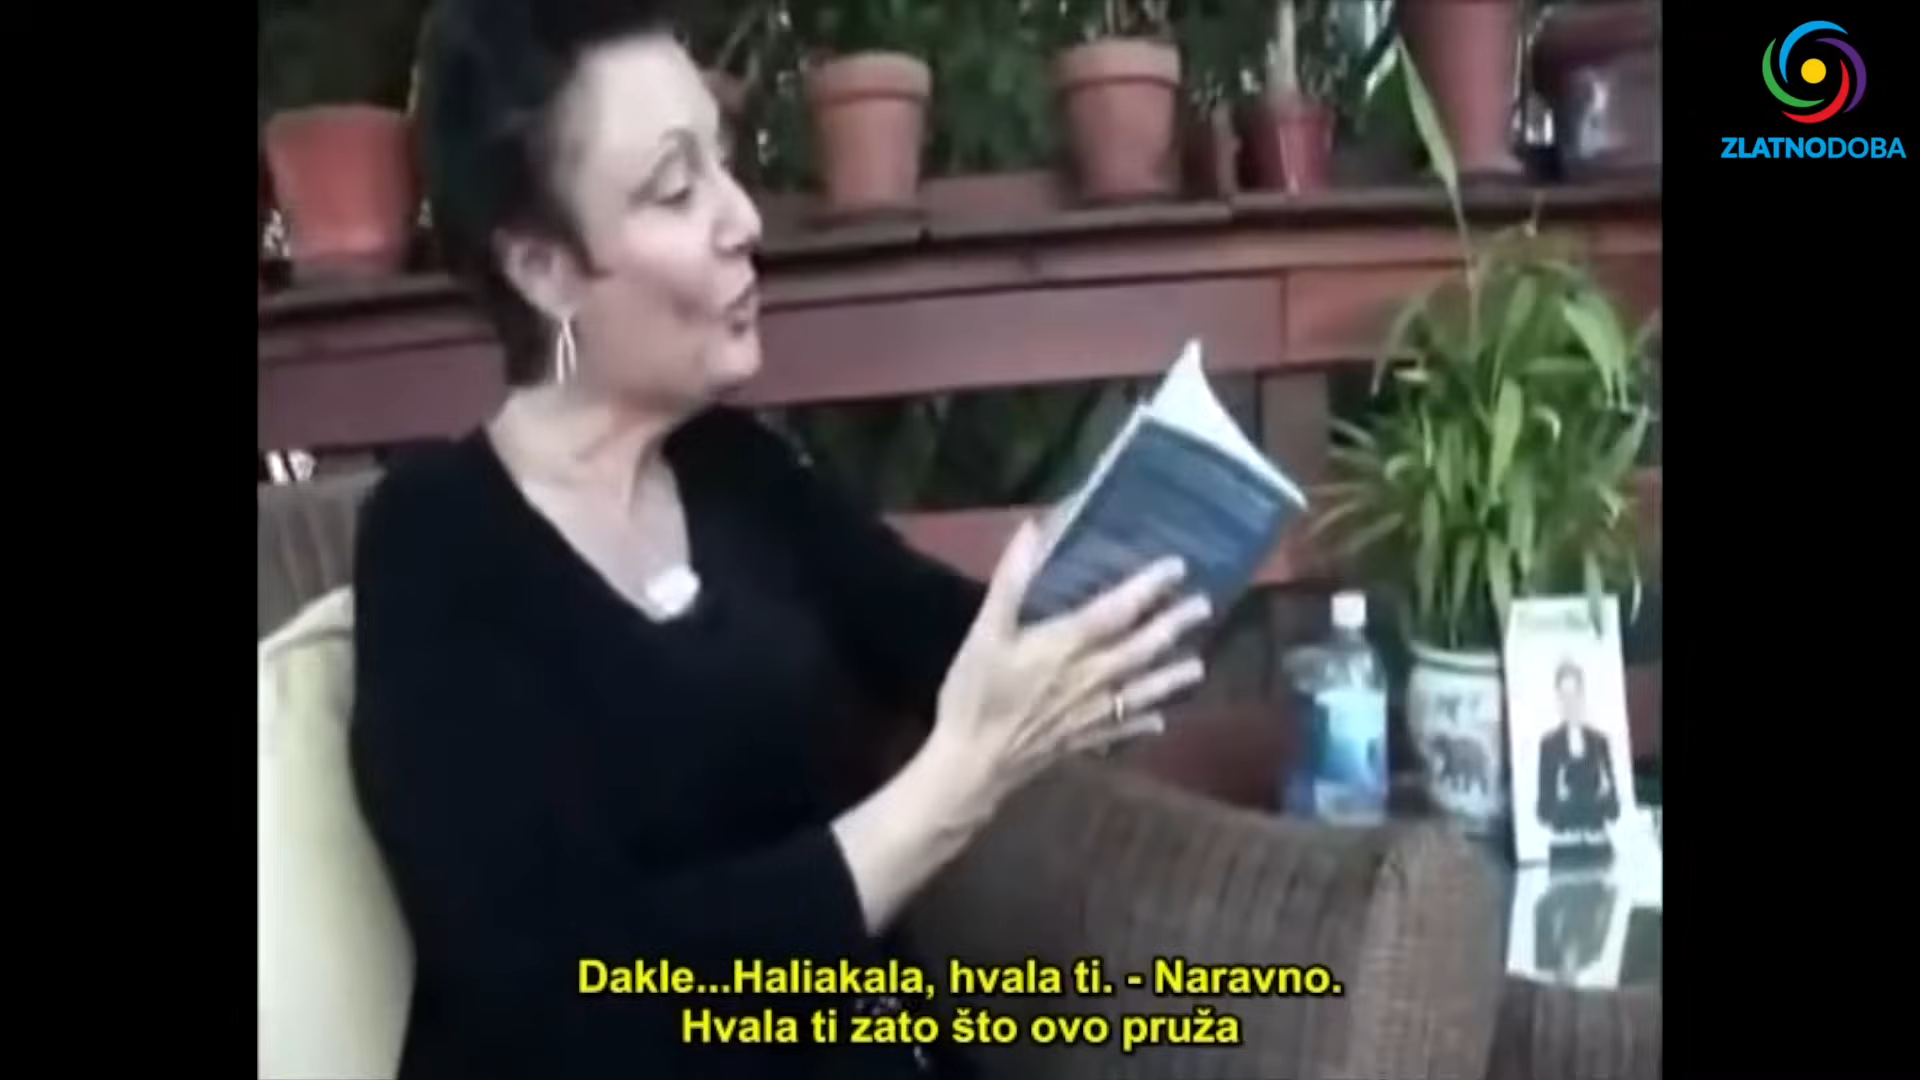 ZLATNODOBA
Dakle...Haliakala, hvala ti. - Naravno.
Hvala ti zato što ovo pruža